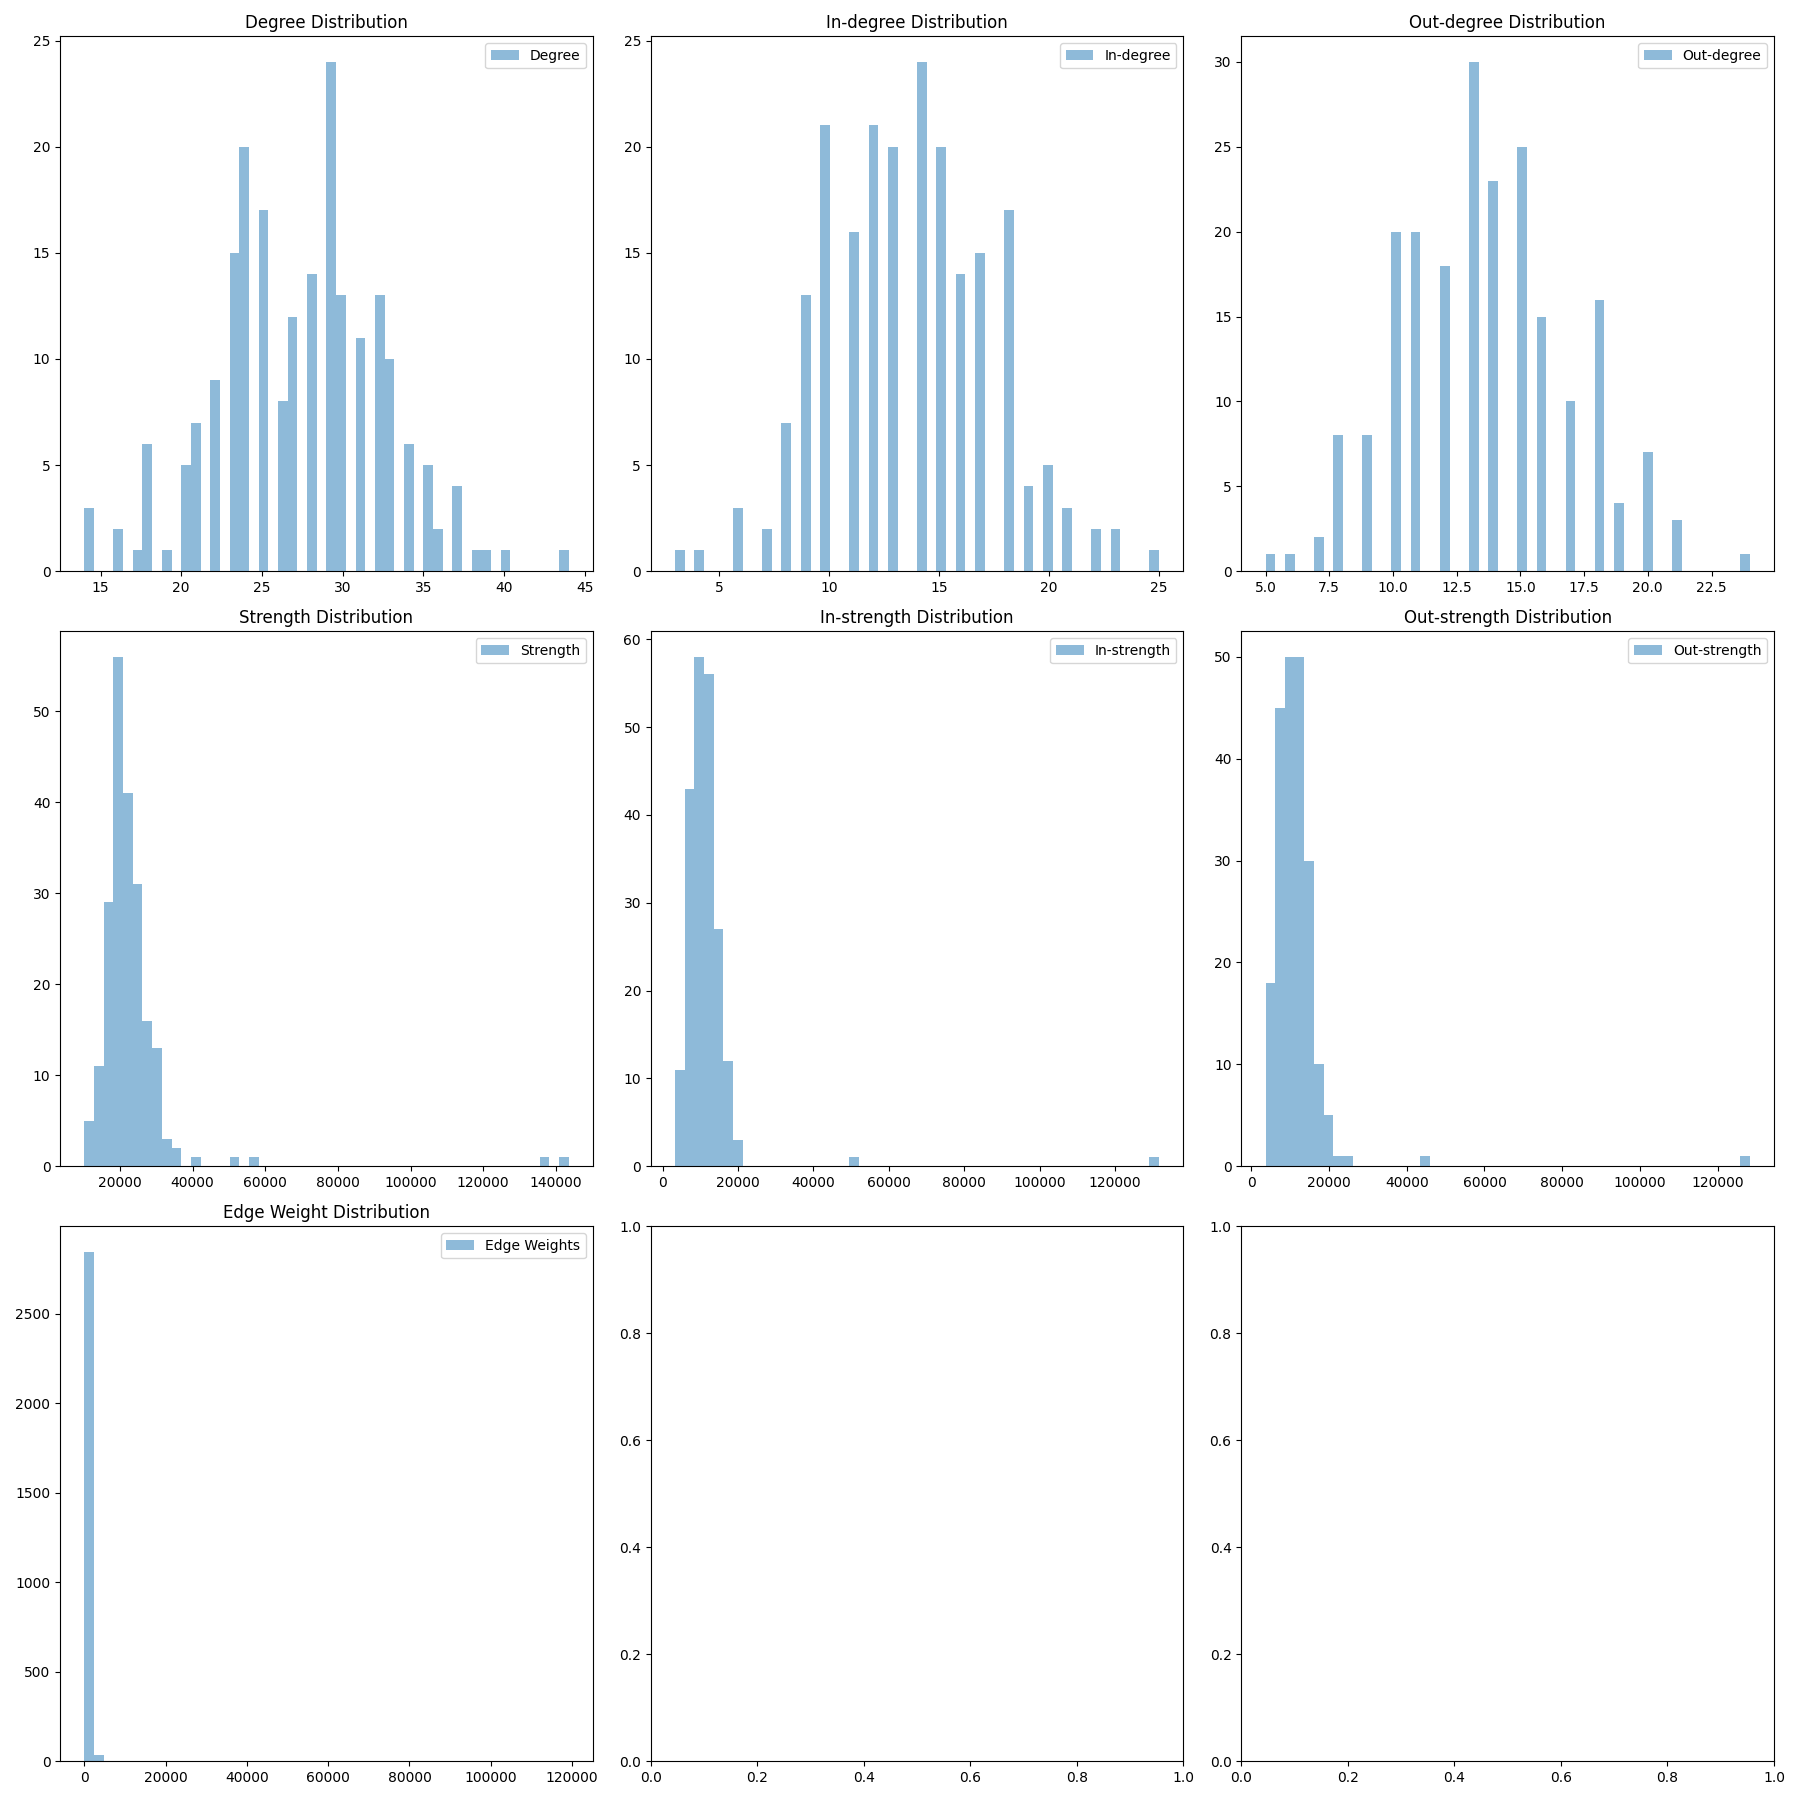 Degree Distribution
Degree
25
20
15
10
5
0
15 20 25 30 35 40 45
In-degree Distribution
In-degree
25
20
15
10
5
0
5 10 15 20 25
Out-degree Distribution
Out-degree
30
25
20
15
10
5
0
5.0 7.5 10.0 12.5 15.0 17.5 20.0 22.5
Strength Distribution
Strength
50
40
30
20
10
0
20000 40000 60000 80000 100000 120000 140000
In-strength Distribution
In-strength
60
50
40
30
20
10
0
0 20000 40000 60000 80000 100000 120000
Out-strength Distribution
Out-strength
50
40
30
20
10
0
0 20000 40000 60000 80000 100000 120000
Edge Weight Distribution
Edge Weights
2500
2000
1500
1000
500
0
0 20000 40000 60000 80000 100000 120000
1.0
0.8
0.6
0.4
0.2
0.0
0.0 0.2 0.4 0.6 0.8 1.0
1.0
0.8
0.6
0.4
0.2
0.0
0.0 0.2 0.4 0.6 0.8 1.0